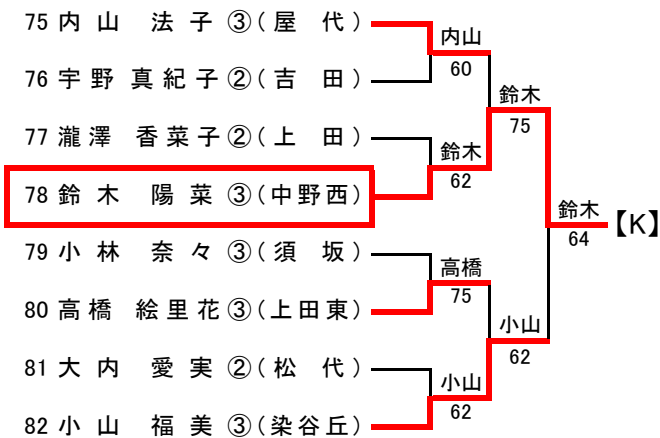 75 内山 法子 ③(屋代)
76 宇野 真紀子 ②(吉田)
77 瀧澤 香菜子 ②(上田)
78 鈴木 陽菜 ③(中野西)
79 小林 奈々 ③(須坂)
80 高橋 絵里花 ③(上田東)
81 大内 愛実 ②(松代)
82 小山 福美 ③(染谷丘)
内山
60
鈴木
62
高橋
75
小山
62
鈴木
75
小山
62
鈴木
64
【K】